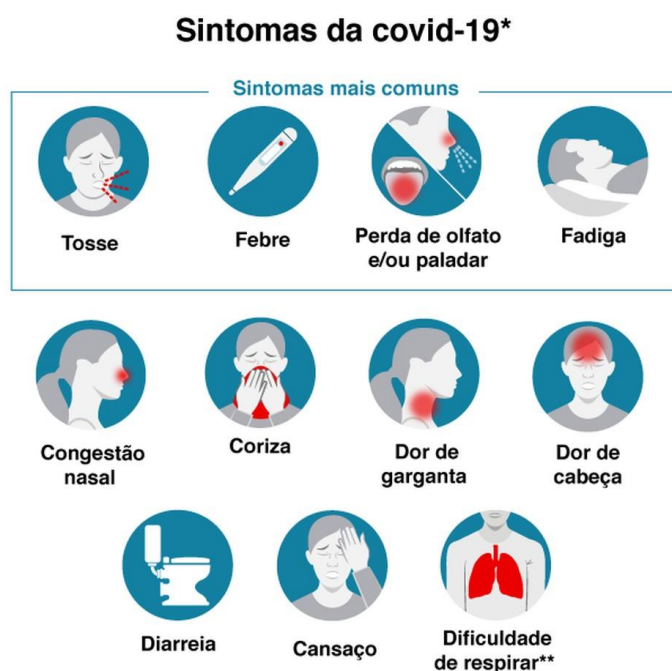 Sintomas da covid-19*
Sintomas mais comuns
Tosse
Febre
Perda de olfato
e/ou paladar
Fadiga
Congestão
nasal
Coriza
Dor de
garganta
Dor de
cabeça
Diarreia
Cansaço
Dificuldade
de respirar**